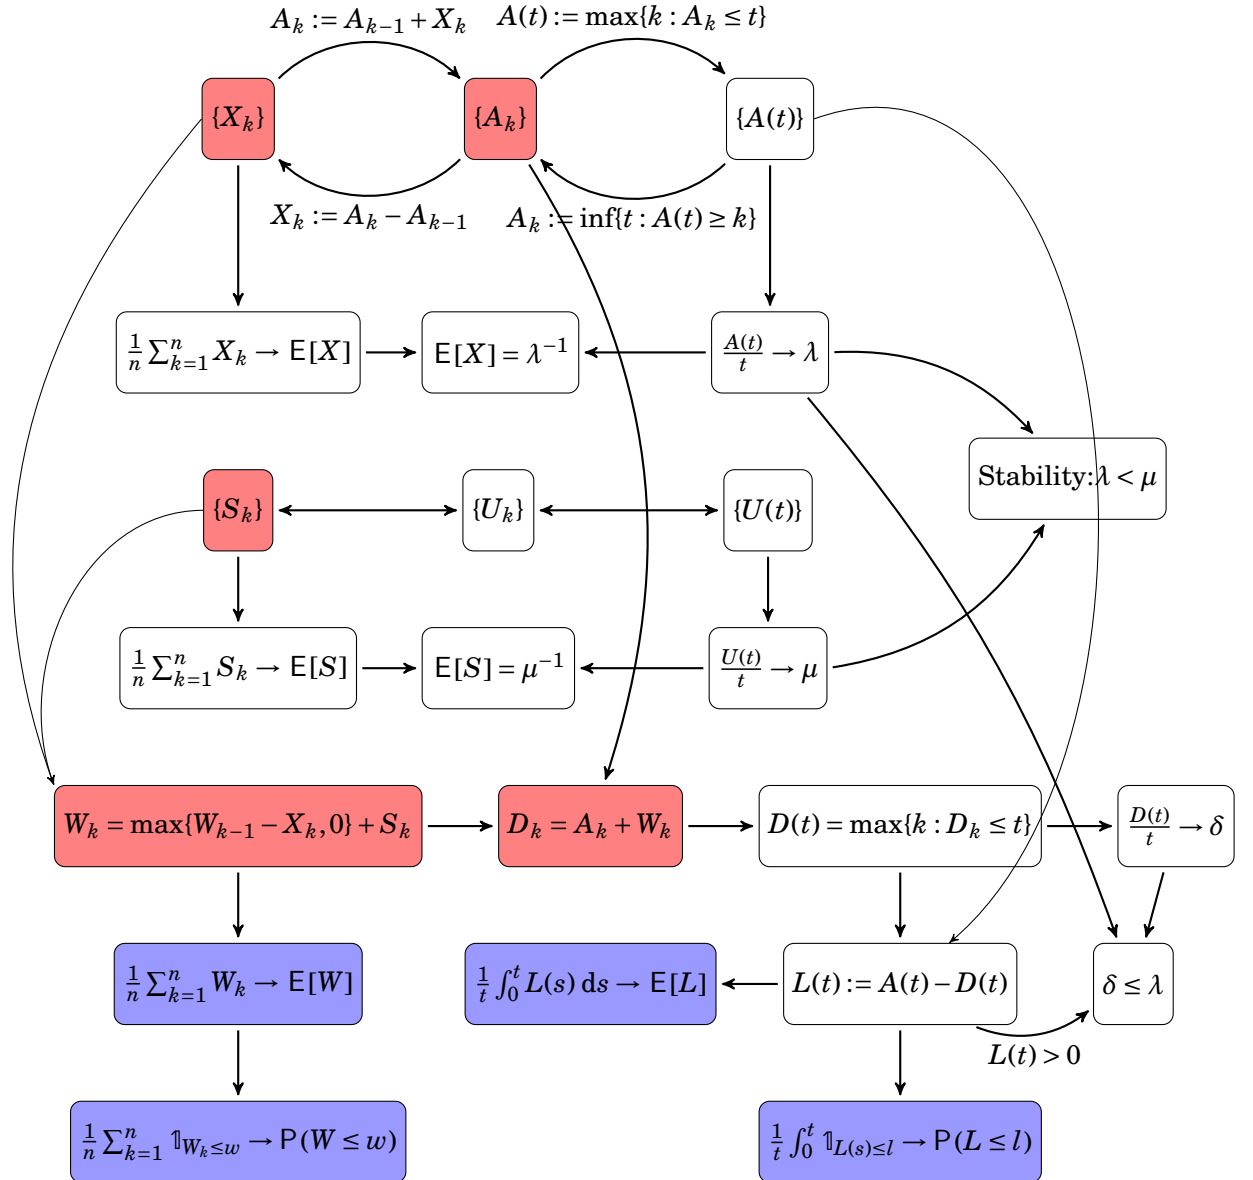 A_k := A_{k−1} + X_k
A(t) := max{k : A_k ≤ t}
{X_k}
{A_k}
{A(t)}
X_k := A_k − A_{k−1}
A_k := inf{t : A(t) ≥ k}
1/n ∑_{k=1}^n X_k → E[X]
E[X] = λ^{−1}
A(t)/t → λ
Stability: λ < μ
{S_k}
{U_k}
{U(t)}
1/n ∑_{k=1}^n S_k → E[S]
E[S] = μ^{−1}
U(t)/t → μ
W_k = max{W_{k−1} − X_k, 0} + S_k
D_k = A_k + W_k
D(t) = max{k : D_k ≤ t}
D(t)/t → δ
1/n ∑_{k=1}^n W_k → E[W]
1/t ∫_0^t L(s) ds → E[L]
L(t) := A(t) − D(t)
δ ≤ λ
L(t) > 0
1/n ∑_{k=1}^n 𝟙_{W_k ≤ w} → P(W ≤ w)
1/t ∫_0^t 𝟙_{L(s) ≤ l} → P(L ≤ l)